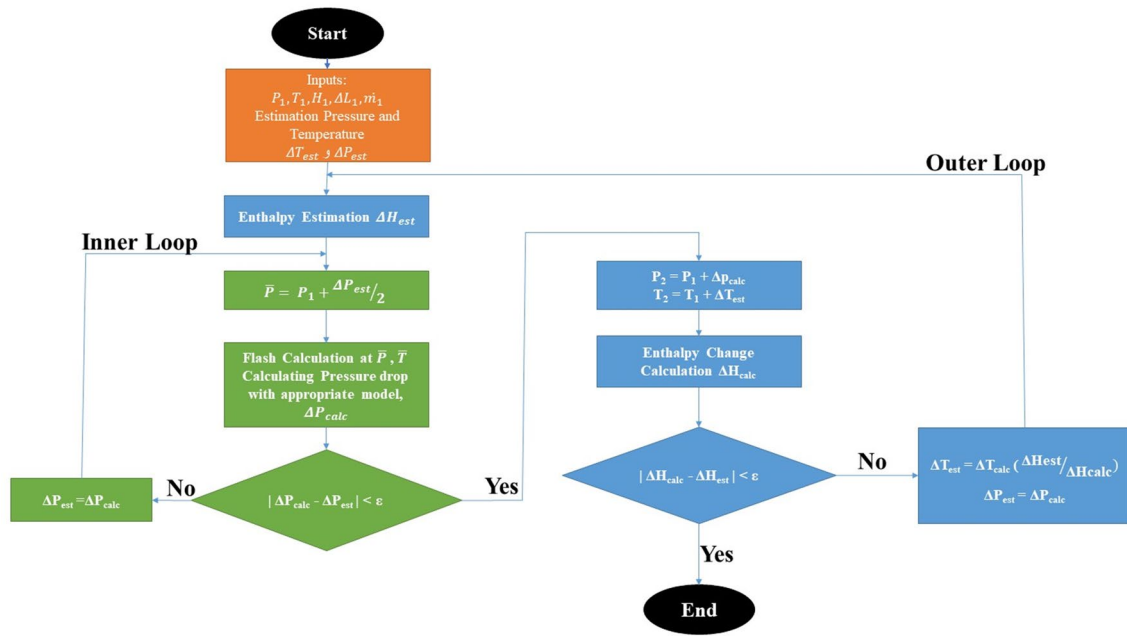 Start
Inputs:
P₁, T₁, H₁, ΔL₁, ṁ₁
Estimation Pressure and
Temperature
ΔT_est و ΔP_est
Outer Loop
Enthalpy Estimation ΔH_est
Inner Loop
P̅ = P₁ + ΔP_est/2
Flash Calculation at P̅ , T̅
Calculating Pressure drop
with appropriate model,
ΔP_calc
| ΔP_calc - ΔP_est | < ε
No
ΔP_est=ΔP_calc
Yes
P₂ = P₁ + Δp_calc
T₂ = T₁ + ΔT_est
Enthalpy Change
Calculation ΔH_calc
| ΔH_calc - ΔH_est | < ε
No
ΔT_est = ΔT_calc (ΔHest/ΔHcalc)
ΔP_est = ΔP_calc
Yes
End